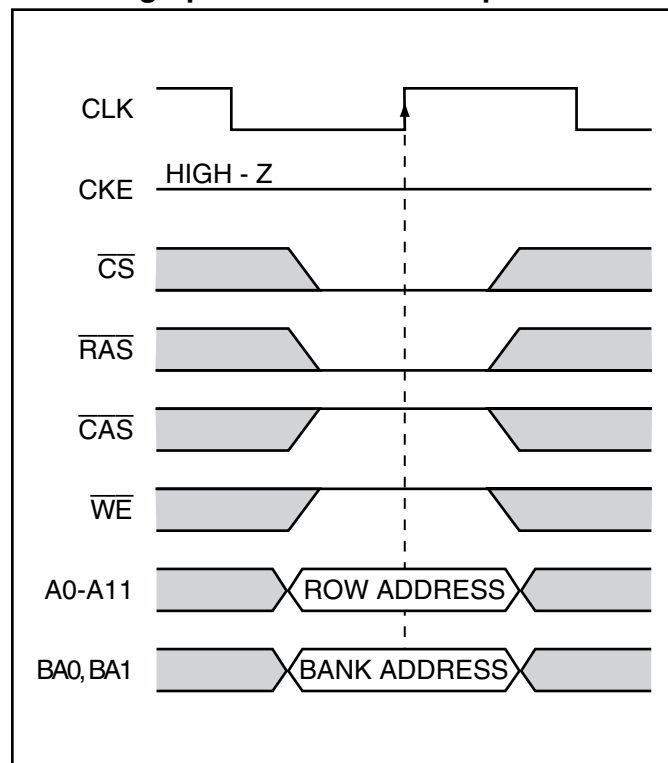 CLK
HIGH - Z
CKE
CS
RAS
CAS
WE
A0-A11 ROW ADDRESS
BA0, BA1 BANK ADDRESS